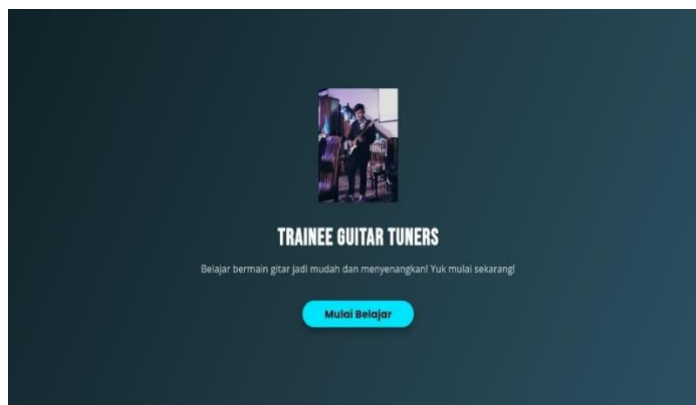 TRAINEE GUITAR TUNERS
Belajar bermain gitar jadi mudah dan menyenangkan! Yuk mulai sekarang!
Mulai Belajar